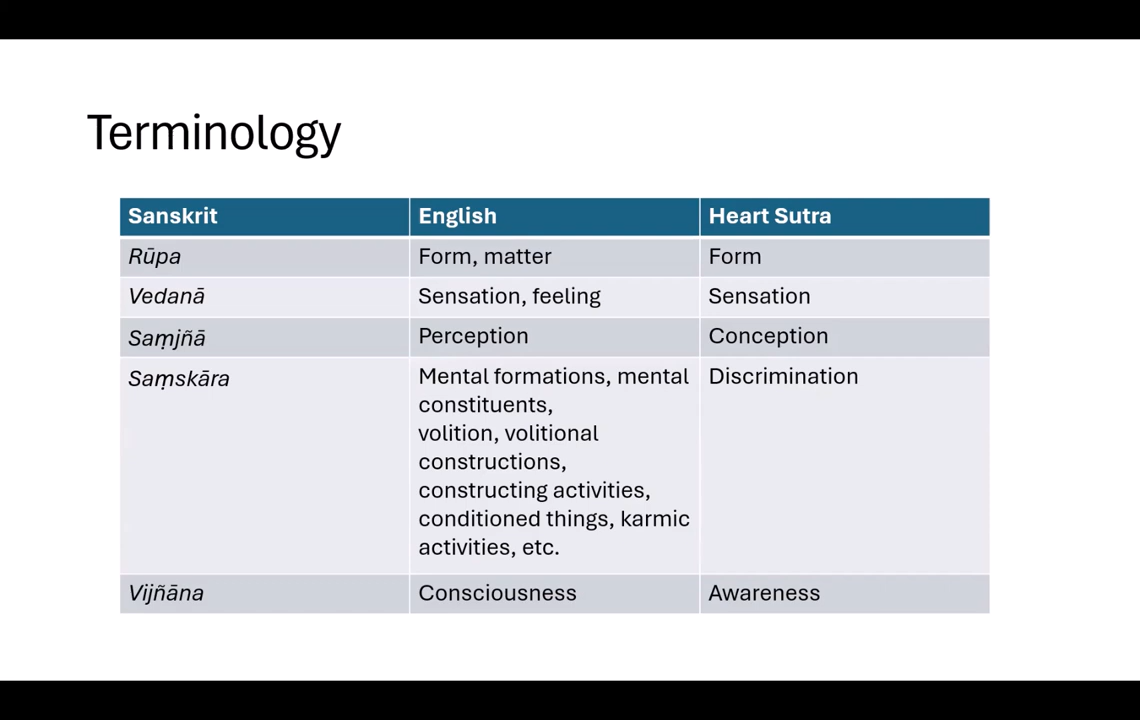 Terminology
Sanskrit English Heart Sutra
Rūpa Form, matter Form
Vedanā Sensation, feeling Sensation
Saṃjñā Perception Conception
Saṃskāra Mental formations, mental Discrimination
constituents,
volition, volitional
constructions,
constructing activities,
conditioned things, karmic
activities, etc.
Vijñāna Consciousness Awareness